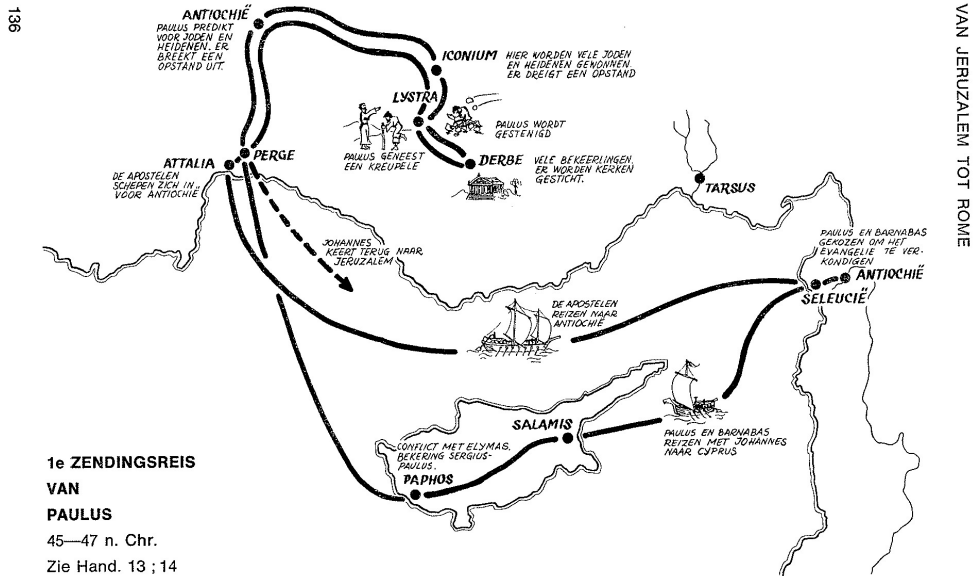 136
VAN JERUZALEM TOT ROME
ANTIOCHIË
PAULUS PREDIKT
VOOR JODEN EN
HEIDENEN. ER
BREEKT EEN
OPSTAND UIT.
ICONIUM
HIER WORDEN VELE JODEN
EN HEIDENEN GEWONNEN.
ER DREIGT EEN OPSTAND
LYSTRA
PAULUS WORDT
GESTENIGD
PAULUS GENEEST
EEN KREUPELE
DERBE
VELE BEKEERLINGEN,
ER WORDEN KERKEN
GESTICHT.
ATTALIA
PERGE
DE APOSTELEN
SCHEPEN ZICH IN
VOOR ANTIOCHIË
TARSUS
JOHANNES
KEERT TERUG NAAR
JERUZALEM
PAULUS EN BARNABAS
GEKOZEN OM HET
EVANGELIE TE VER-
KONDIGEN
ANTIOCHIË
SELEUCIË
DE APOSTELEN
REIZEN NAAR
ANTIOCHIË
SALAMIS
PAULUS EN BARNABAS
REIZEN MET JOHANNES
NAAR CYPRUS
CONFLICT MET ELYMAS.
BEKERING SERGIUS-
PAULUS.
PAPHOS
1e ZENDINGSREIS
VAN
PAULUS
45—47 n. Chr.
Zie Hand. 13 ; 14